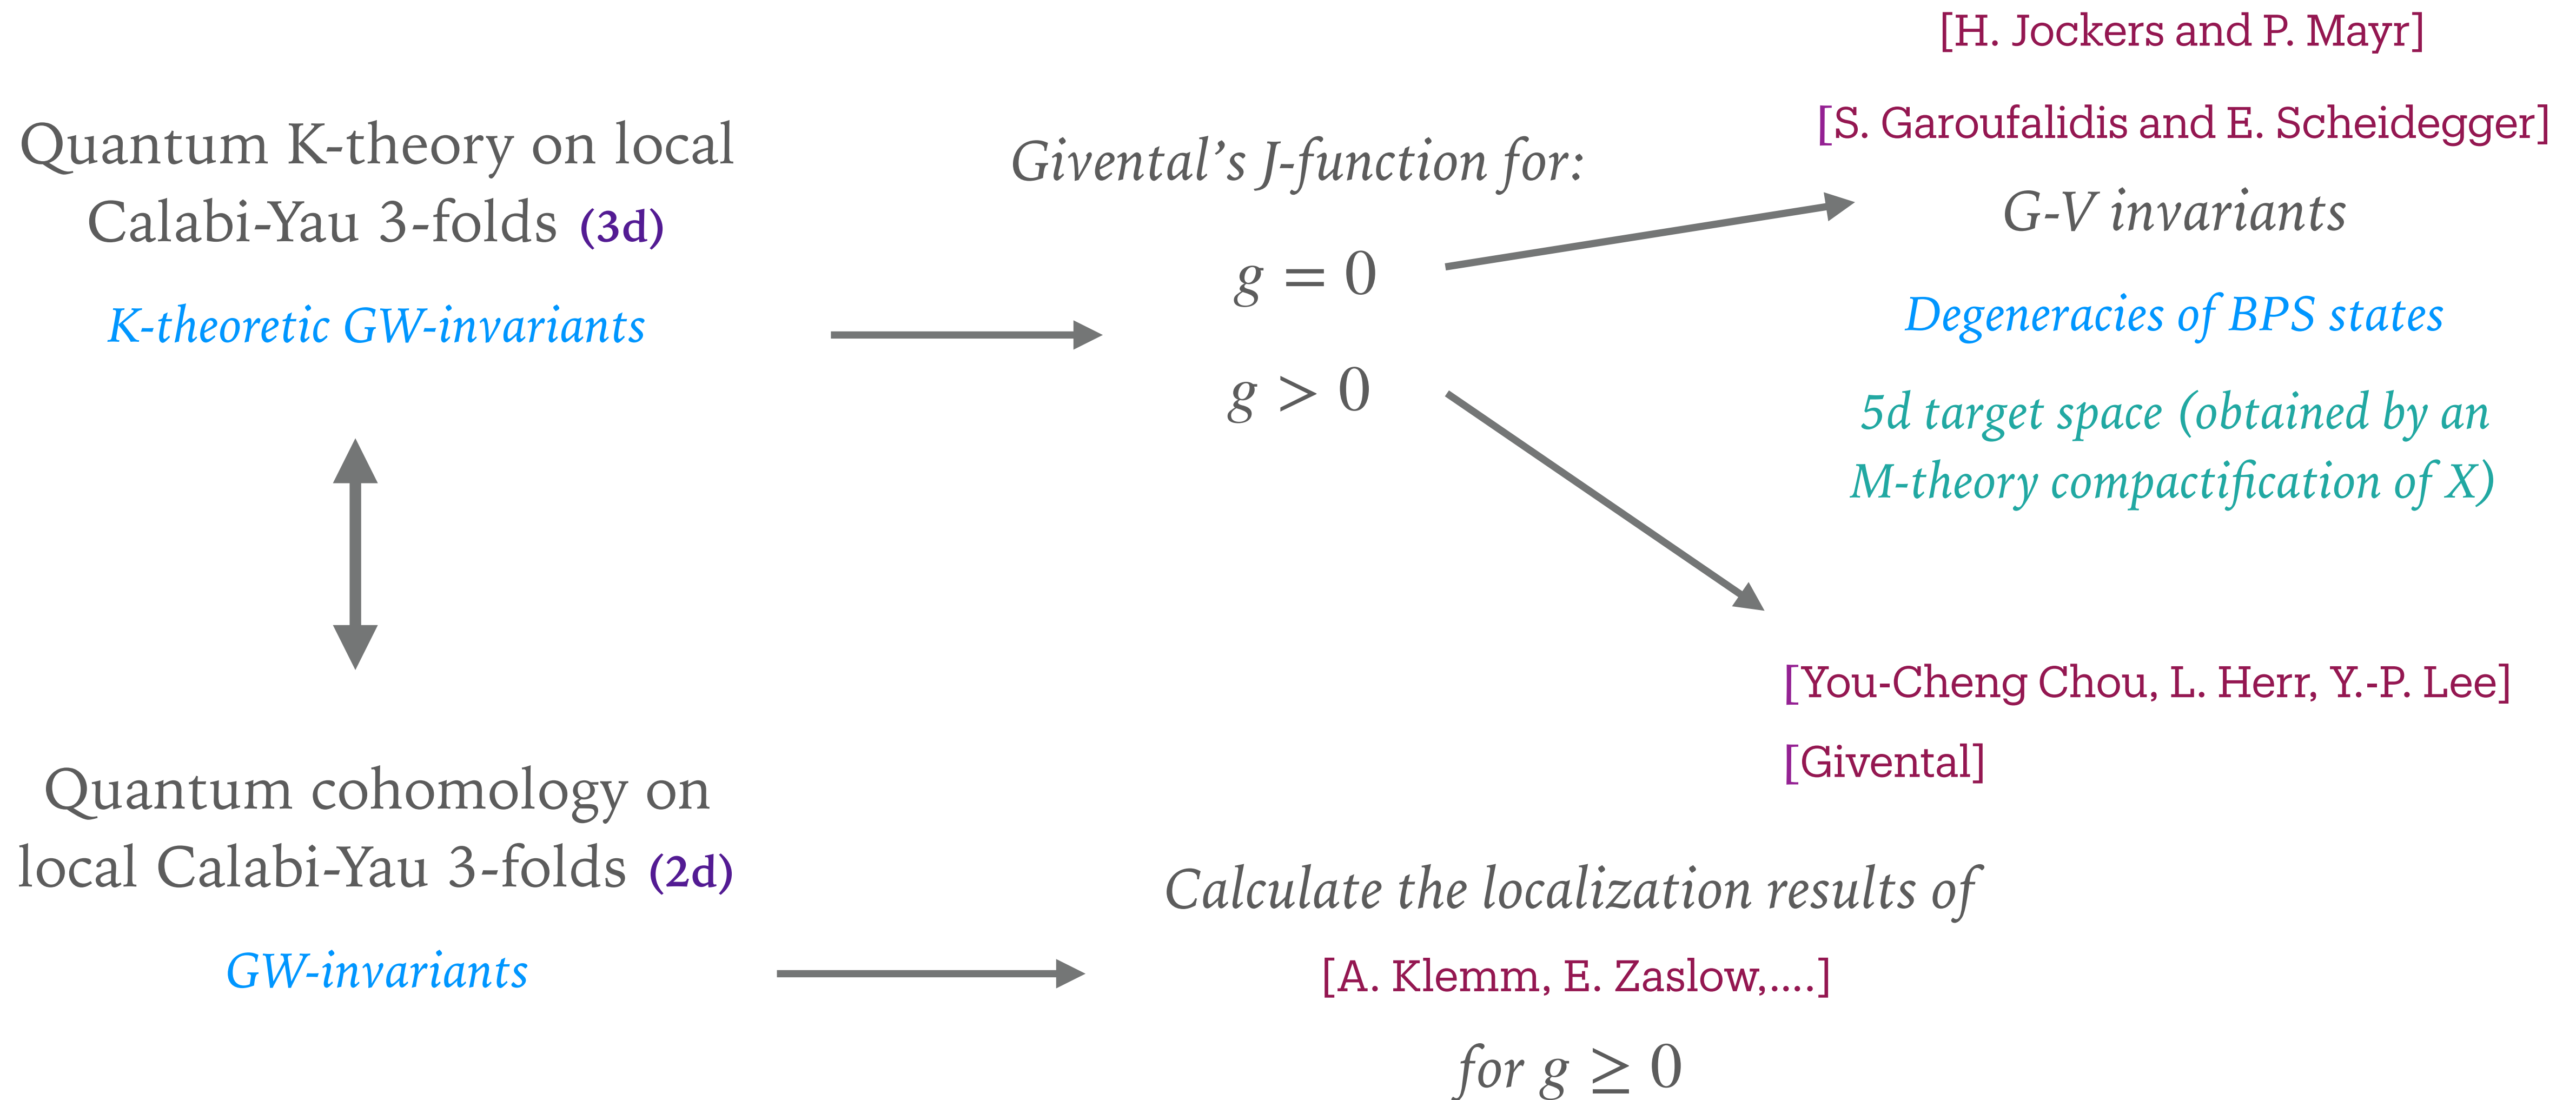 Quantum K-theory on local
Calabi-Yau 3-folds (3d)
K-theoretic GW-invariants
Givental’s J-function for:
g = 0
g > 0
[H. Jockers and P. Mayr]
[S. Garoufalidis and E. Scheidegger]
G-V invariants
Degeneracies of BPS states
5d target space (obtained by an
M-theory compactification of X)
[You-Cheng Chou, L. Herr, Y.-P. Lee]
[Givental]
Quantum cohomology on
local Calabi-Yau 3-folds (2d)
GW-invariants
Calculate the localization results of
[A. Klemm, E. Zaslow,....]
for g ≥ 0